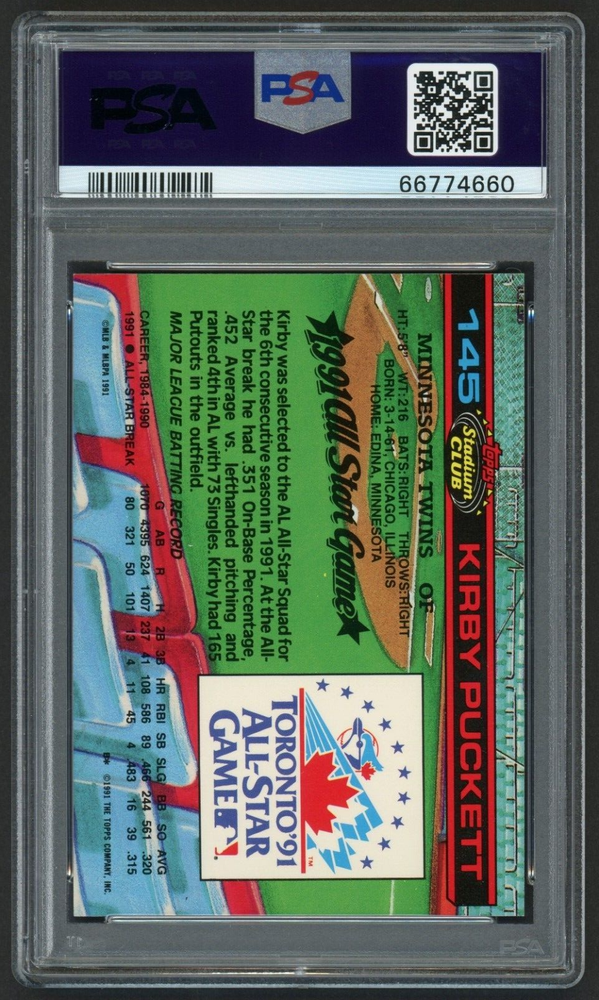 PSA
PSA
66774660
145
Topps
Stadium
CLUB
KIRBY PUCKETT
MINNESOTA TWINS OF
HT: 5'8" WT: 216 BATS: RIGHT THROWS: RIGHT
BORN: 3-14-61, CHICAGO, ILLINOIS
HOME: EDINA, MINNESOTA
1991 All Star Game
Kirby was selected to the AL All-Star Squad for
the 6th consecutive season in 1991. At the All-
Star break he had .351 On-Base Percentage,
.452 Average vs. lefthanded pitching and
ranked 4th in AL with 73 Singles. Kirby had 165
Putouts in the outfield.
TORONTO '91
ALL-STAR
GAME
TM
®
MAJOR LEAGUE BATTING RECORD
G AB R H 2B 3B HR RBI SB SLG BB SO AVG
CAREER, 1984-1990 1070 4395 624 1407 237 41 108 586 89 .466 244 561 .320
1991 ● ALL-STAR BREAK 80 321 50 101 13 4 11 45 4 .483 16 39 .315
©MLB & MLBPA 1991
B* ©1991 THE TOPPS COMPANY, INC.
PSA